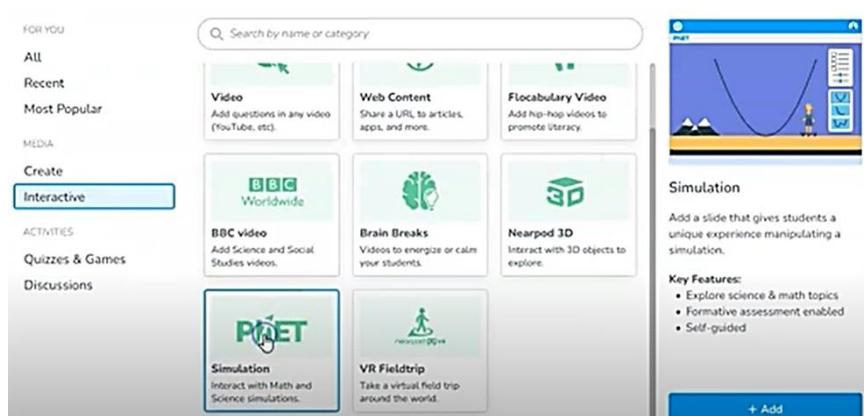 FOR YOU
All
Recent
Most Popular
MEDIA
Create
Interactive
ACTIVITIES
Quizzes & Games
Discussions
Search by name or category
Video
Add questions in any video
(YouTube, etc).
Web Content
Share a URL to articles,
apps, and more.
Flocabulary Video
Add hip-hop videos to
promote literacy.
BBC
Worldwide
BBC video
Add Science and Social
Studies videos.
Brain Breaks
Videos to energize or calm
your students.
3D
Nearpod 3D
Interact with 3D objects to
explore.
PhET
Simulation
Interact with Math and
Science simulations.
nearpod vr
VR Fieldtrip
Take a virtual field trip
around the world.
PhET
Simulation
Add a slide that gives students a
unique experience manipulating a
simulation.
Key Features:
• Explore science & math topics
• Formative assessment enabled
• Self-guided
+ Add